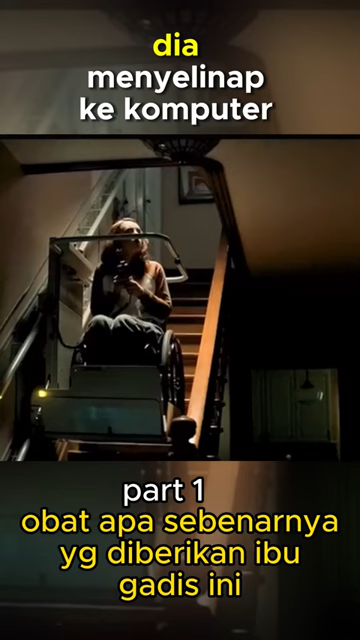 dia
menyelinap
ke komputer
part 1
obat apa sebenarnya
yg diberikan ibu
gadis ini